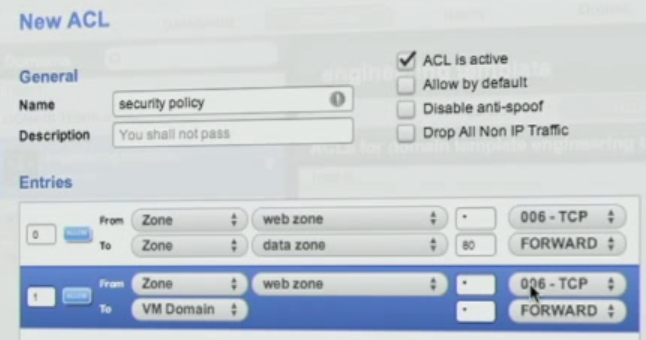 New ACL
General
Name security policy
Description You shall not pass
ACL is active
Allow by default
Disable anti-spoof
Drop All Non IP Traffic
Entries
0 ALLOW From Zone web zone * 006 - TCP
To Zone data zone 80 FORWARD
1 ALLOW From Zone web zone * 006 - TCP
To VM Domain * FORWARD